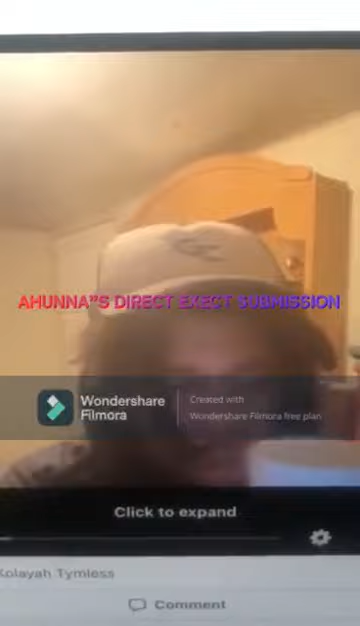 AHUNNA"S DIRECT EXECT SUBMISSION
Wondershare
Filmora
Created with
Wondershare Filmora free plan
Click to expand
Kolayah Tymless
Comment